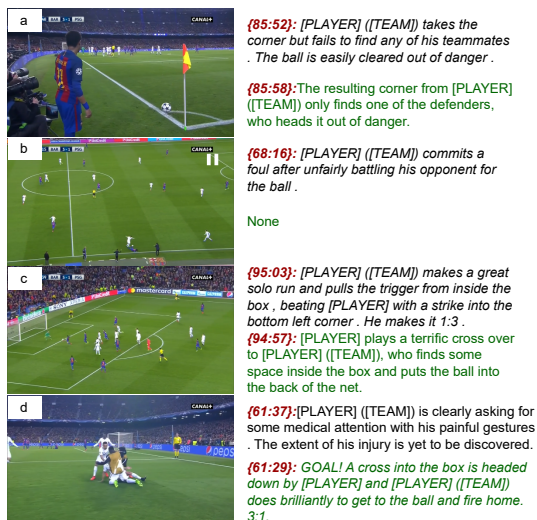 a
CANAL+
{85:52}: [PLAYER] ([TEAM]) takes the
corner but fails to find any of his teammates
. The ball is easily cleared out of danger .
{85:58}:The resulting corner from [PLAYER]
([TEAM]) only finds one of the defenders,
who heads it out of danger.
b
CANAL+
{68:16}: [PLAYER] ([TEAM]) commits a
foul after unfairly battling his opponent for
the ball .
None
c
CANAL+
mastercard
{95:03}: [PLAYER] ([TEAM]) makes a great
solo run and pulls the trigger from inside the
box , beating [PLAYER] with a strike into the
bottom left corner . He makes it 1:3 .
{94:57}: [PLAYER] plays a terrific cross over
to [PLAYER] ([TEAM]), who finds some
space inside the box and puts the ball into
the back of the net.
d
CANAL+
pepsi
{61:37}:[PLAYER] ([TEAM]) is clearly asking for
some medical attention with his painful gestures
. The extent of his injury is yet to be discovered.
{61:29}: GOAL! A cross into the box is headed
down by [PLAYER] and [PLAYER] ([TEAM])
does brilliantly to get to the ball and fire home.
3:1.